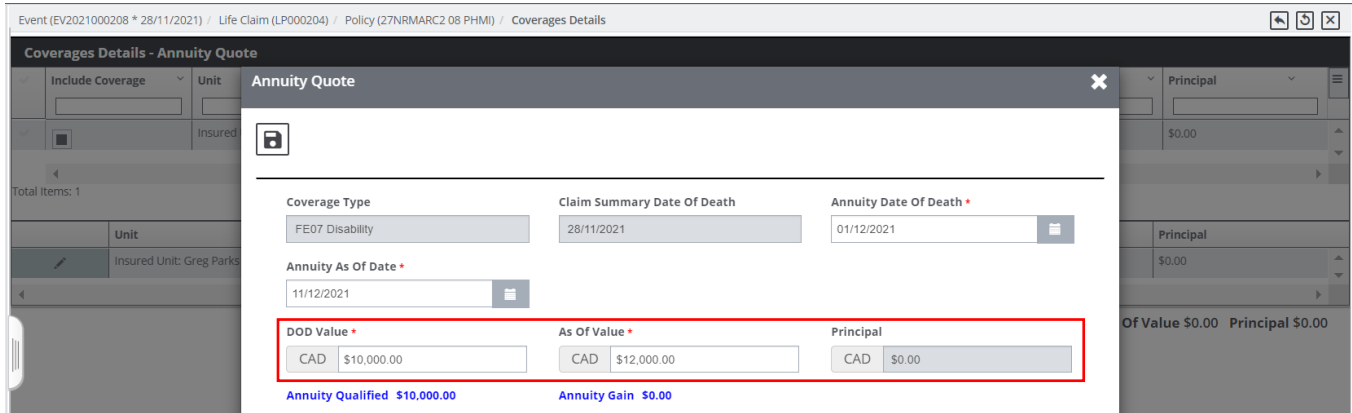 Event (EV2021000208 * 28/11/2021) / Life Claim (LP000204) / Policy (27NRMARC2 08 PHMI) / Coverages Details
Coverages Details - Annuity Quote
Include Coverage Unit Principal
Annuity Quote
Insured $0.00
Total Items: 1
Coverage Type Claim Summary Date Of Death Annuity Date Of Death *
FE07 Disability 28/11/2021 01/12/2021
Unit Principal
Insured Unit: Greg Parks $0.00
Annuity As Of Date *
11/12/2021
DOD Value * As Of Value * Principal
Of Value $0.00 Principal $0.00
CAD $10,000.00 CAD $12,000.00 CAD $0.00
Annuity Qualified $10,000.00 Annuity Gain $0.00